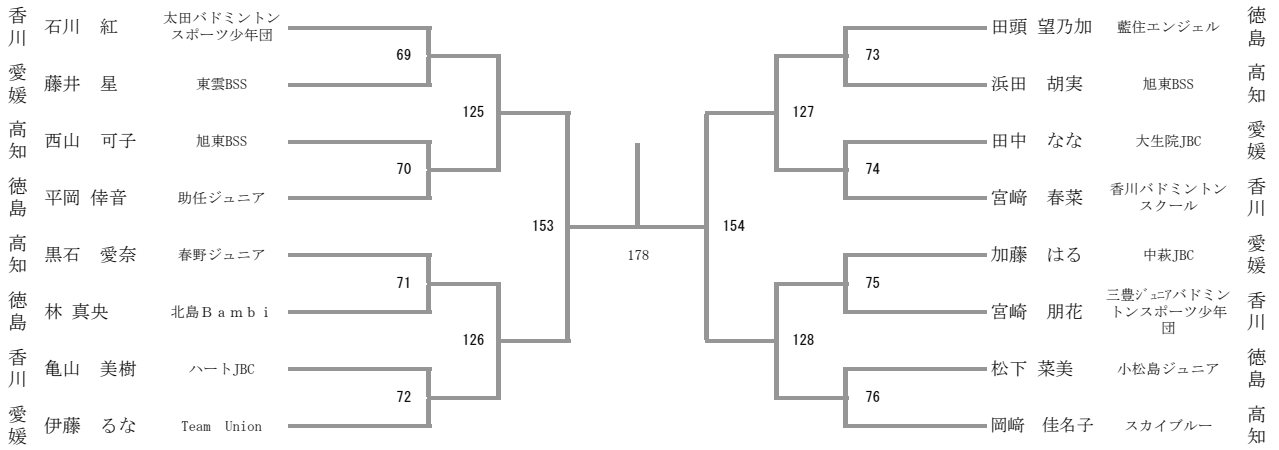 香川 石川　紅 太田バドミントンスポーツ少年団
69
愛媛 藤井　星 東雲BSS
125
高知 西山　可子 旭東BSS
70
徳島 平岡 倖音 助任ジュニア
153
高知 黒石　愛奈 春野ジュニア
71
徳島 林 真央 北島Ｂａｍｂｉ
126
香川 亀山　美樹 ハートJBC
72
愛媛 伊藤　るな Team　Union
178
田頭 望乃加 藍住エンジェル 徳島
73
浜田　胡実 旭東BSS 高知
127
田中　なな 大生院JBC 愛媛
74
宮﨑　春菜 香川バドミントンスクール 香川
154
加藤　はる 中萩JBC 愛媛
75
宮崎　朋花 三豊ｼﾞｭﾆｱバドミントンスポーツ少年団 香川
128
松下 菜美 小松島ジュニア 徳島
76
岡﨑　佳名子 スカイブルー 高知